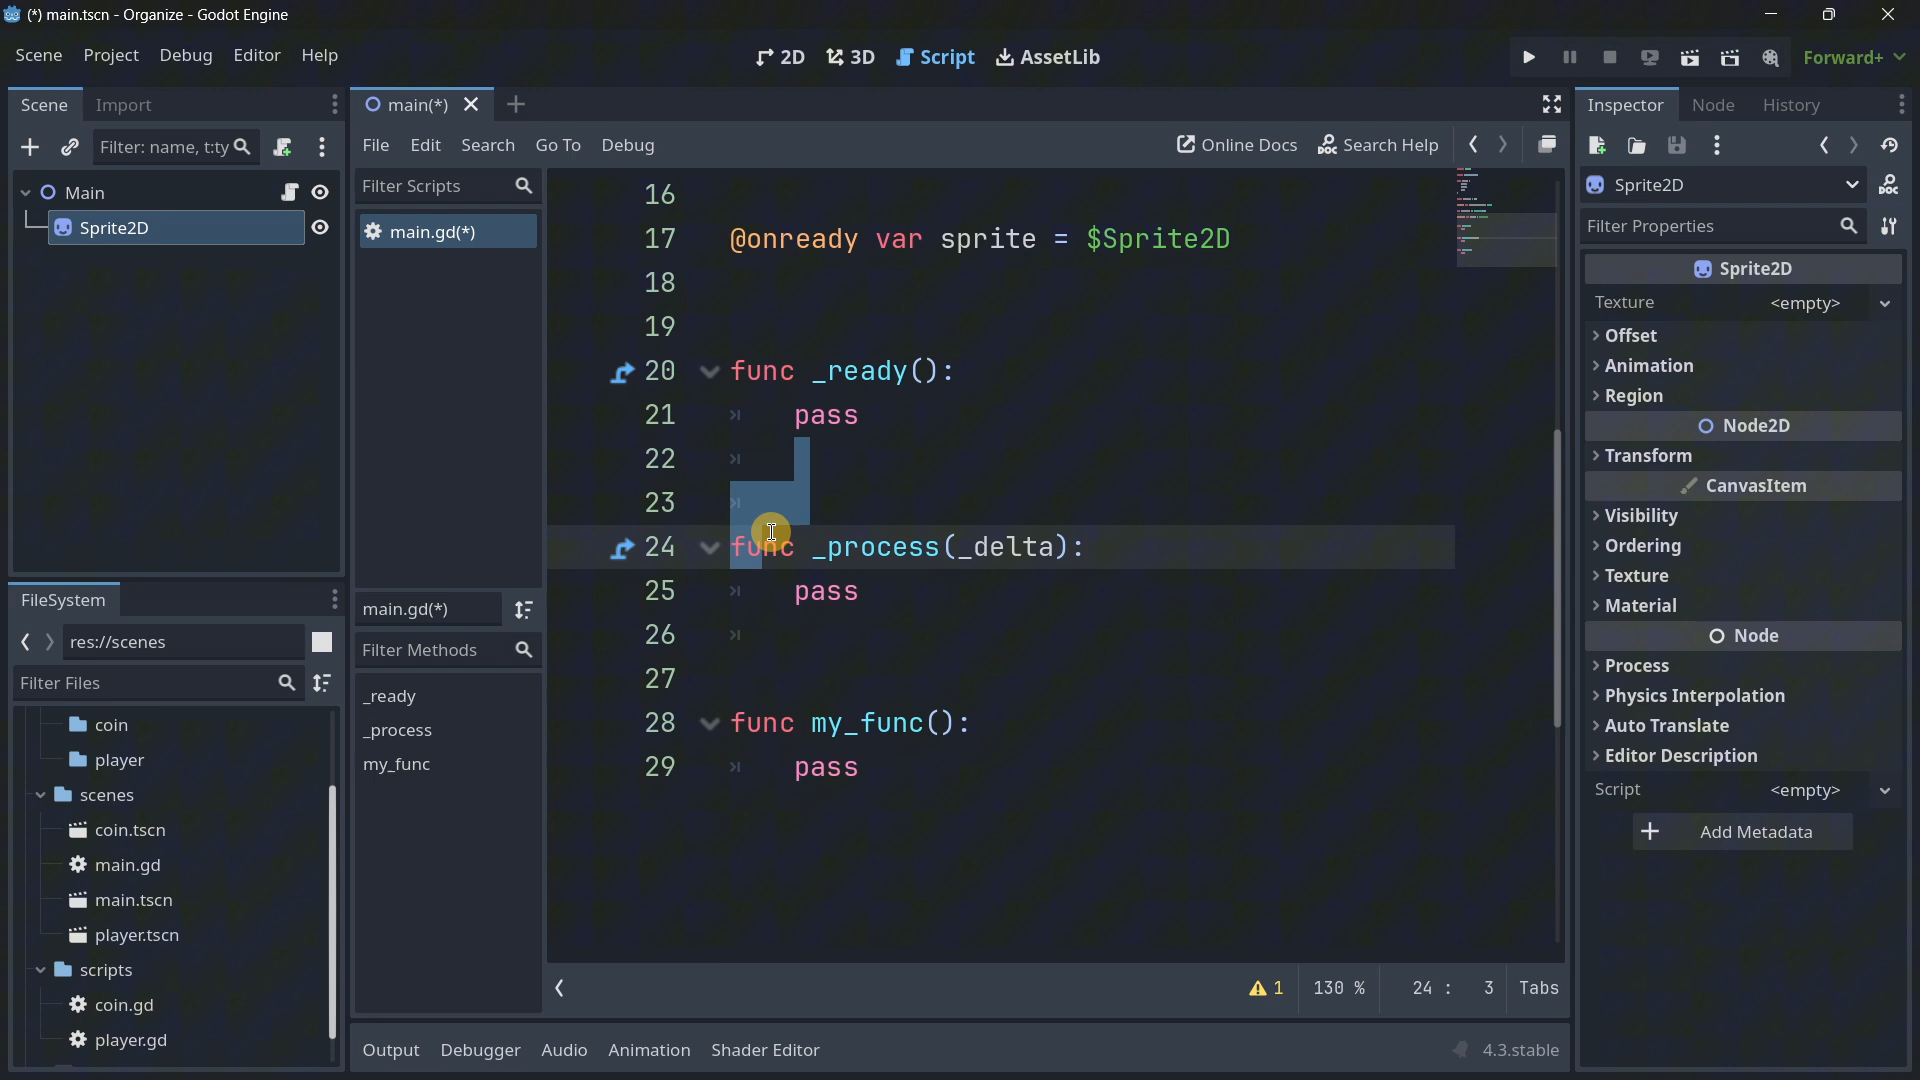 (*) main.tscn - Organize - Godot Engine
Scene Project Debug Editor Help
2D 3D Script AssetLib
Forward+
Scene Import
main(*)
Inspector Node History
Filter: name, t:ty
File Edit Search Go To Debug
Online Docs Search Help
Main
Sprite2D
Filter Scripts
main.gd(*)
main.gd(*)
Filter Methods
_ready
_process
my_func
16
17 @onready var sprite = $Sprite2D
18
19
20 func _ready():
21 pass
22
23
24 func _process(_delta):
25 pass
26
27
28 func my_func():
29 pass
1 130 % 24 : 3 Tabs
FileSystem
res://scenes
Filter Files
coin
player
scenes
coin.tscn
main.gd
main.tscn
player.tscn
scripts
coin.gd
player.gd
Output Debugger Audio Animation Shader Editor
4.3.stable
Sprite2D
Filter Properties
Sprite2D
Texture <empty>
Offset
Animation
Region
Node2D
Transform
CanvasItem
Visibility
Ordering
Texture
Material
Node
Process
Physics Interpolation
Auto Translate
Editor Description
Script <empty>
Add Metadata